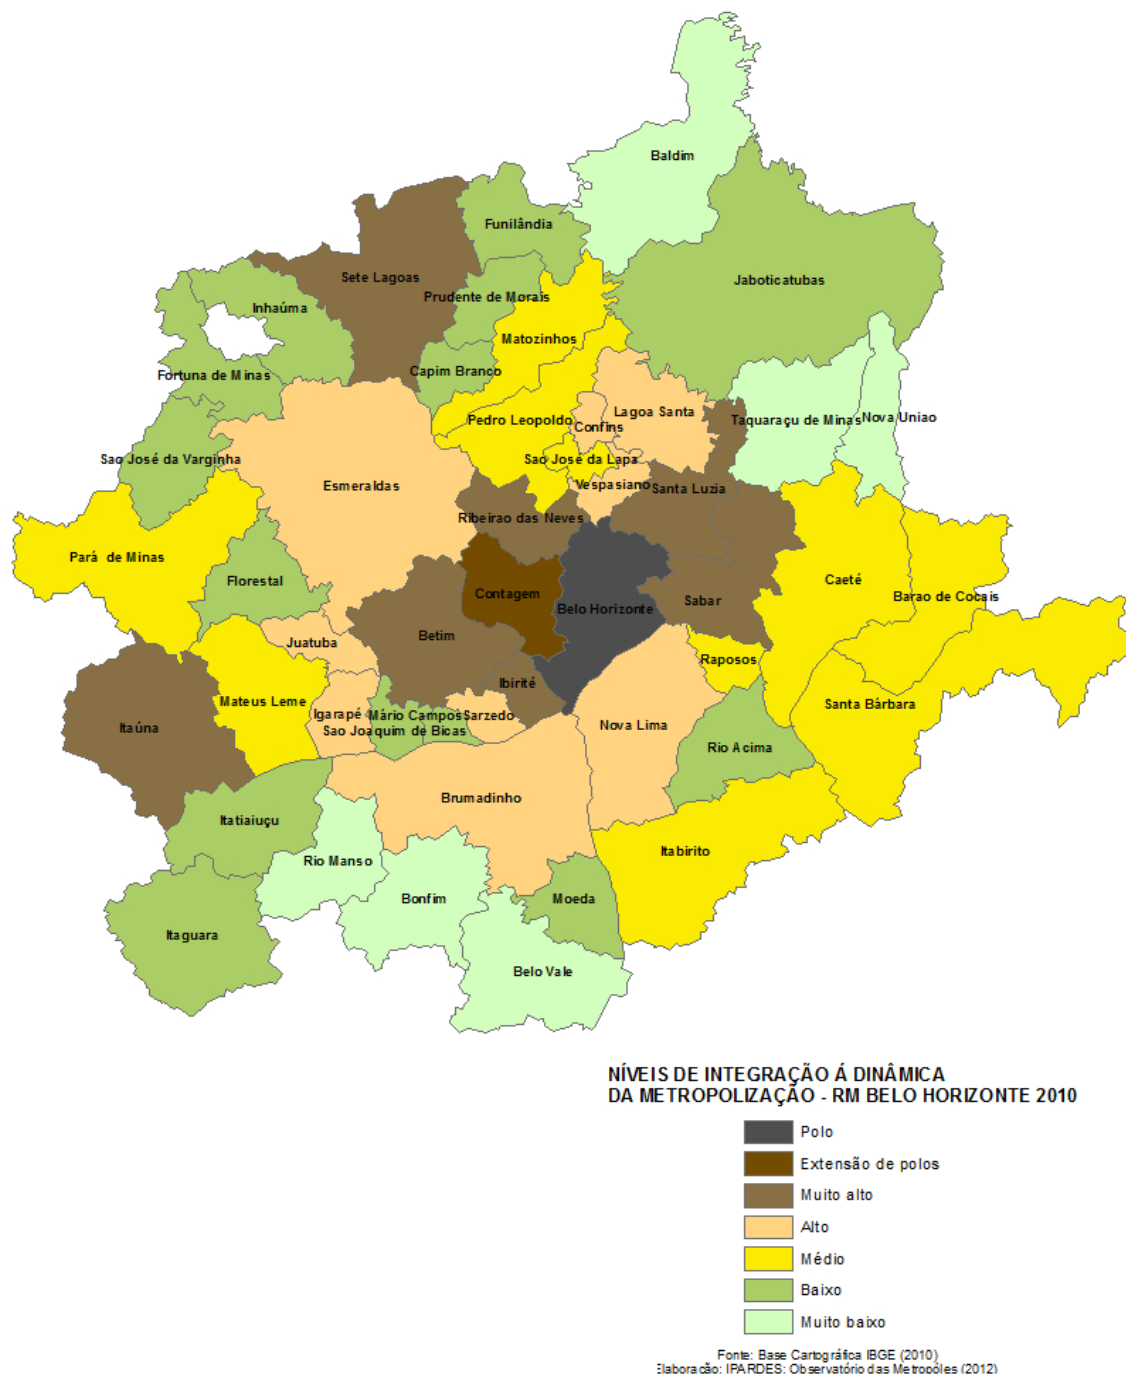 Baldim
Funilândia
Sete Lagoas
Jaboticatubas
Prudente de Morais
Inhaúma
Matozinhos
Capim Branco
Fortuna de Minas
Lagoa Santa
Taquaraçu de Minas
Nova Uniao
Pedro Leopoldo
Confins
Sao José da Varginha
Sao José da Lapa
Esmeraldas
Vespasiano
Santa Luzia
Ribeirao das Neves
Pará de Minas
Florestal
Caeté
Contagem
Barao de Cocais
Belo Horizonte
Sabar
Betim
Juatuba
Raposos
Ibirité
Mateus Leme
Santa Bárbara
Igarapé
Mário Campos
Sarzedo
Nova Lima
Itaúna
Sao Joaquim de Bicas
Rio Acima
Brumadinho
Itatiaiuçu
Itabirito
Rio Manso
Bonfim
Moeda
Itaguara
Belo Vale
NÍVEIS DE INTEGRAÇÃO Á DINÂMICA
DA METROPOLIZAÇÃO - RM BELO HORIZONTE 2010
Polo
Extensão de polos
Muito alto
Alto
Médio
Baixo
Muito baixo
Fonte: Base Cartográfica IBGE (2010)
Elaboração: IPARDES: Observatório das Metropóles (2012)